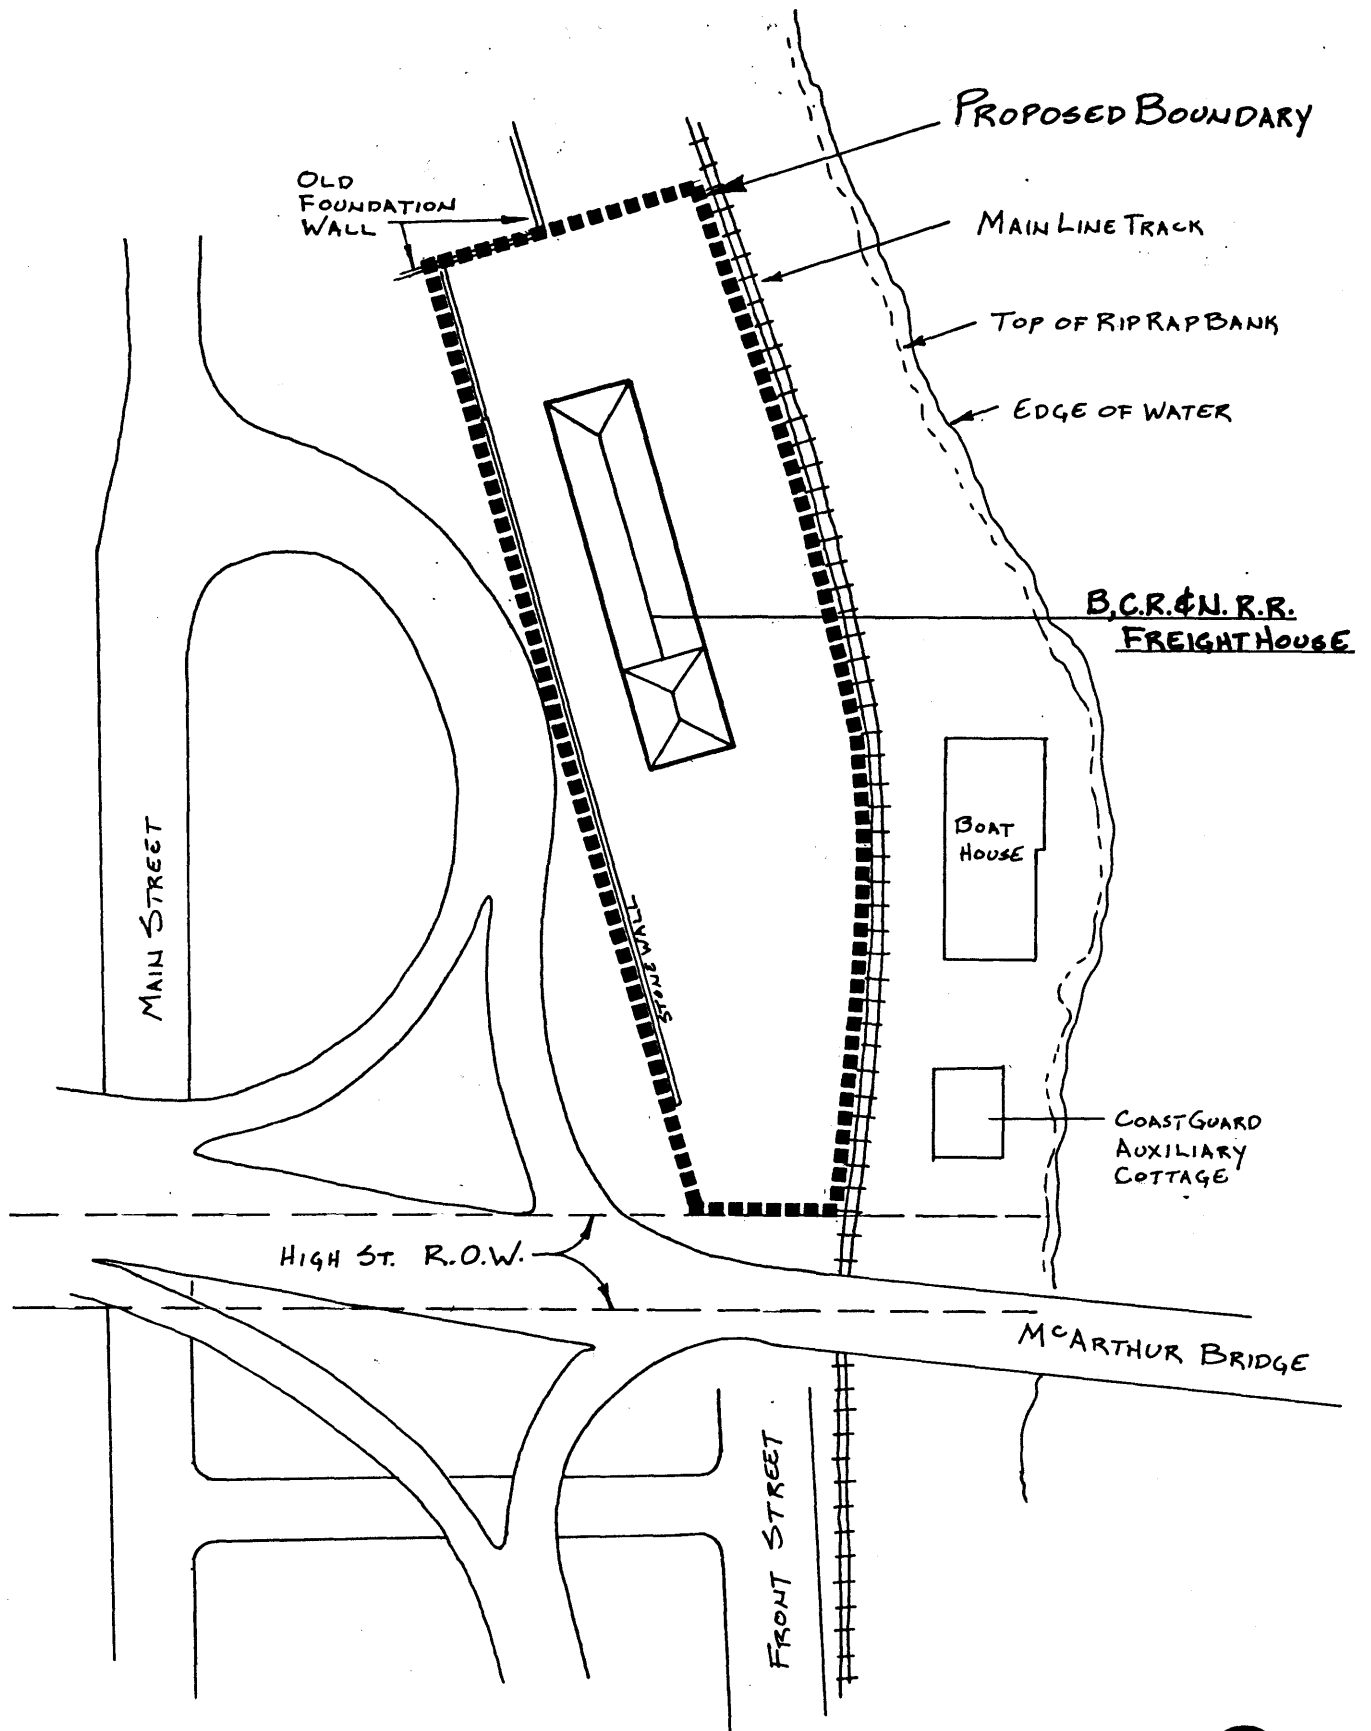 PROPOSED BOUNDARY
OLD
FOUNDATION
WALL
MAIN LINE TRACK
TOP OF RIP RAP BANK
EDGE OF WATER
B,C.R.&N. R.R.
FREIGHT HOUSE
BOAT
HOUSE
MAIN STREET
STONE WALL
COAST GUARD
AUXILIARY
COTTAGE
HIGH ST. R.O.W.
McARTHUR BRIDGE
FRONT STREET